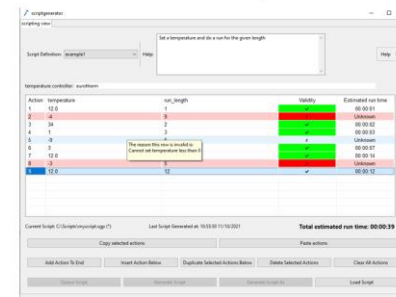 scriptgenerator
scripting view
Set a temperature and do a run for the given length
Script Definition: example1
Help:
Help
temperature controller: eurotherm
Action temperature run_length Validity Estimated run time
1 12.0 1 ✔ 00:00:01
2 -4 9 Unknown
3 34 2 ✔ 00:00:02
4 1 3 ✔ 00:00:03
5 -9 Unknown
6 3 ✔ 00:00:07
7 12.0 ✔ 00:00:14
8 -3 Unknown
9 12.0 12 ✔ 00:00:12
The reason this row is invalid is:
Cannot set temperature less than 0
Current Script: C:\Scripts\myscript.sgp (*)
Last Script Generated at: 10:33:50 11/10/2021
Total estimated run time: 00:00:39
Copy selected actions
Paste actions
Add Action To End
Insert Action Below
Duplicate Selected Actions Below
Delete Selected Actions
Clear All Actions
Generate Script
Generate Script As
Load Script